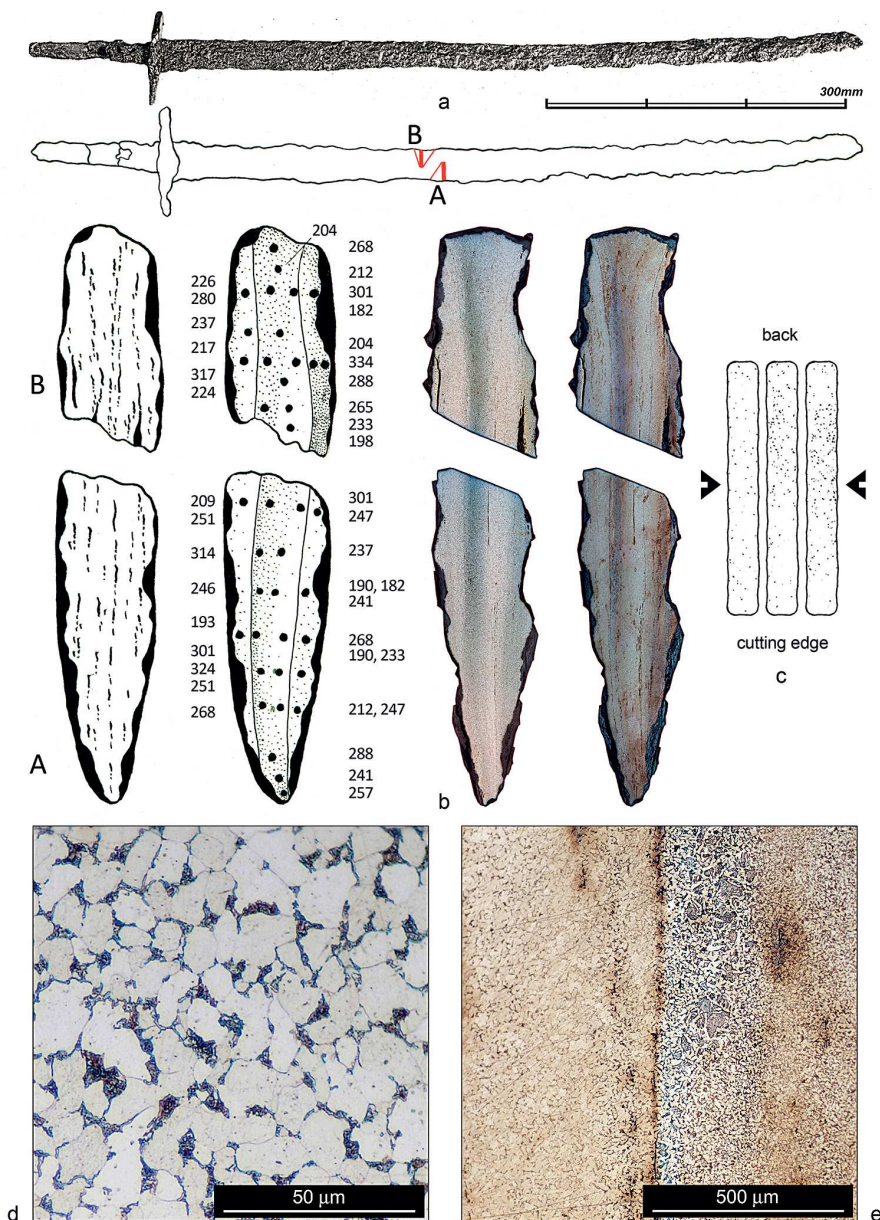 300mm
a
B
A
204
226
280
237
217
317
224
268
212
301
182
204
334
288
265
233
198
B
209
251
314
246
193
301
324
251
268
301
247
237
190, 182
241
268
190, 233
212, 247
288
241
257
A
b
back
cutting edge
c
50 µm
d
500 µm
e